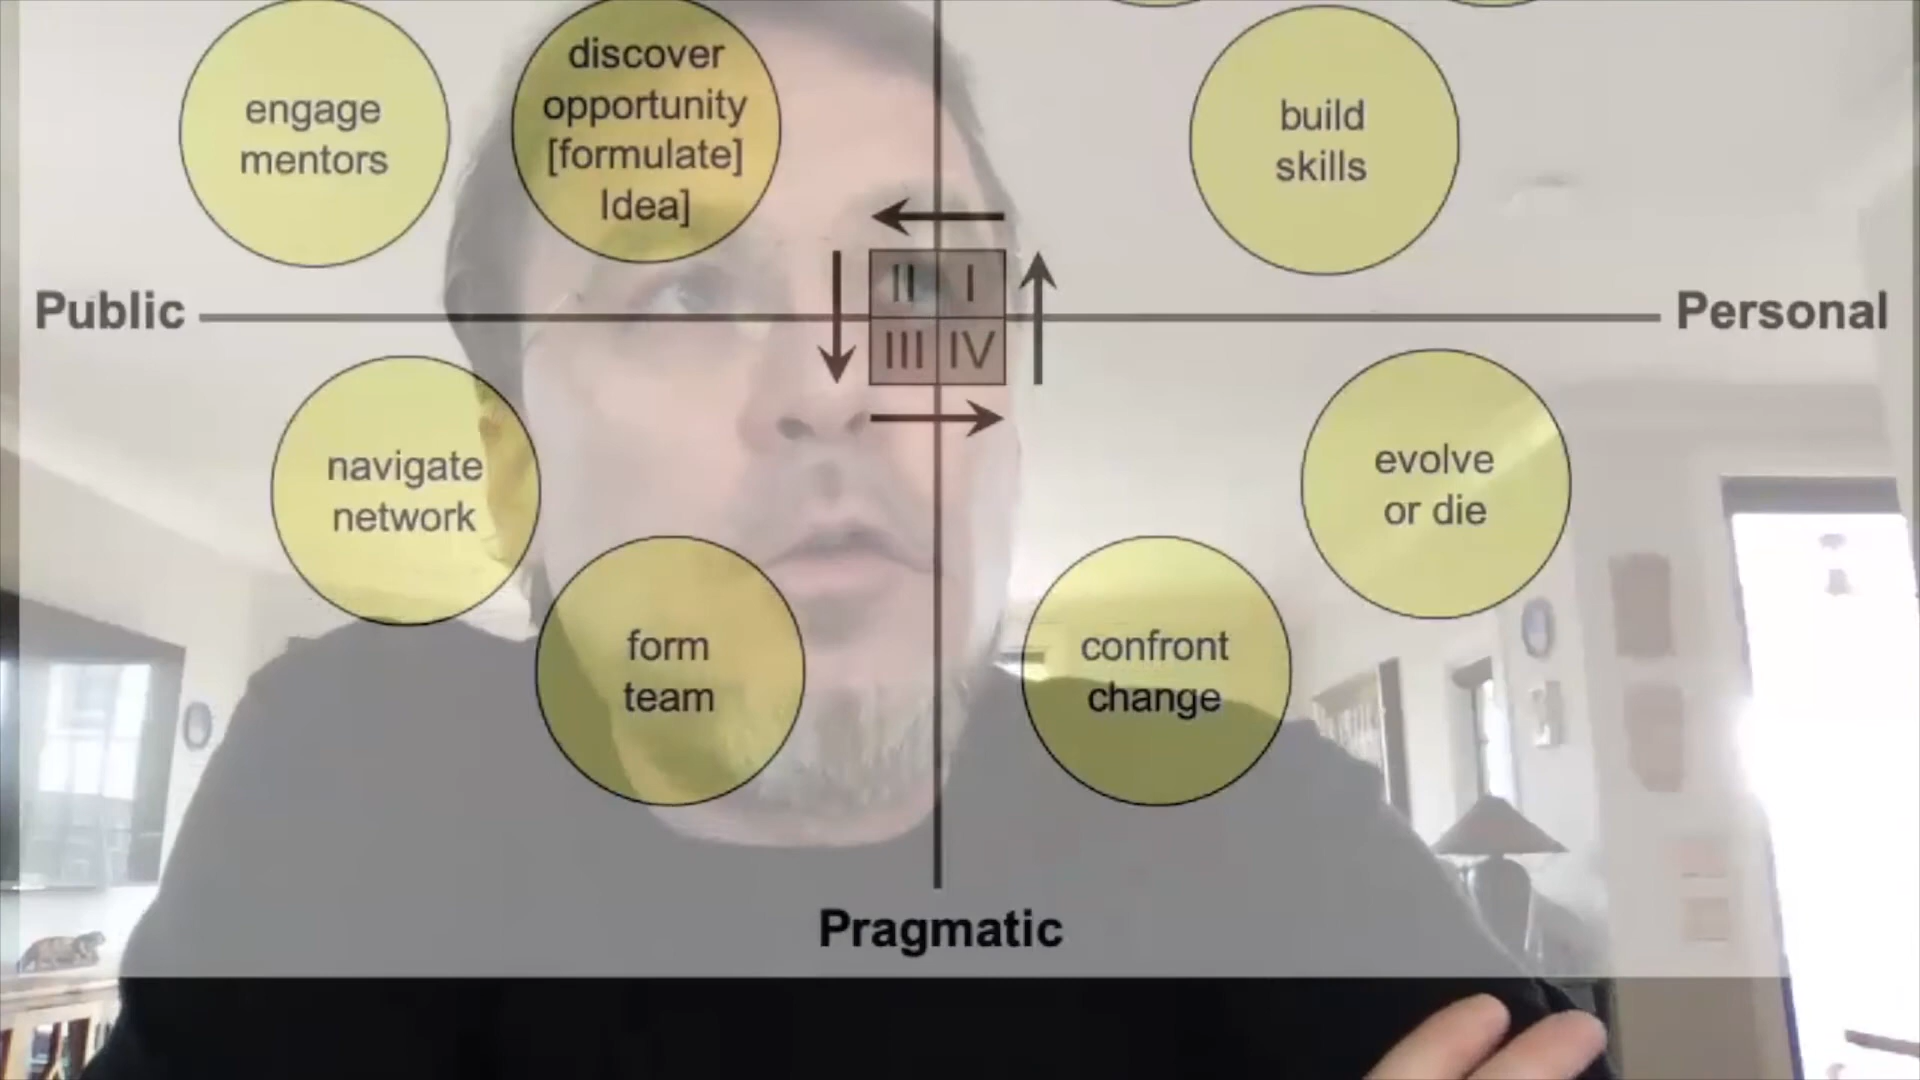 engage
mentors
discover
opportunity
[formulate]
Idea]
build
skills
II
I
Public
Personal
III
IV
navigate
network
evolve
or die
form
team
confront
change
Pragmatic